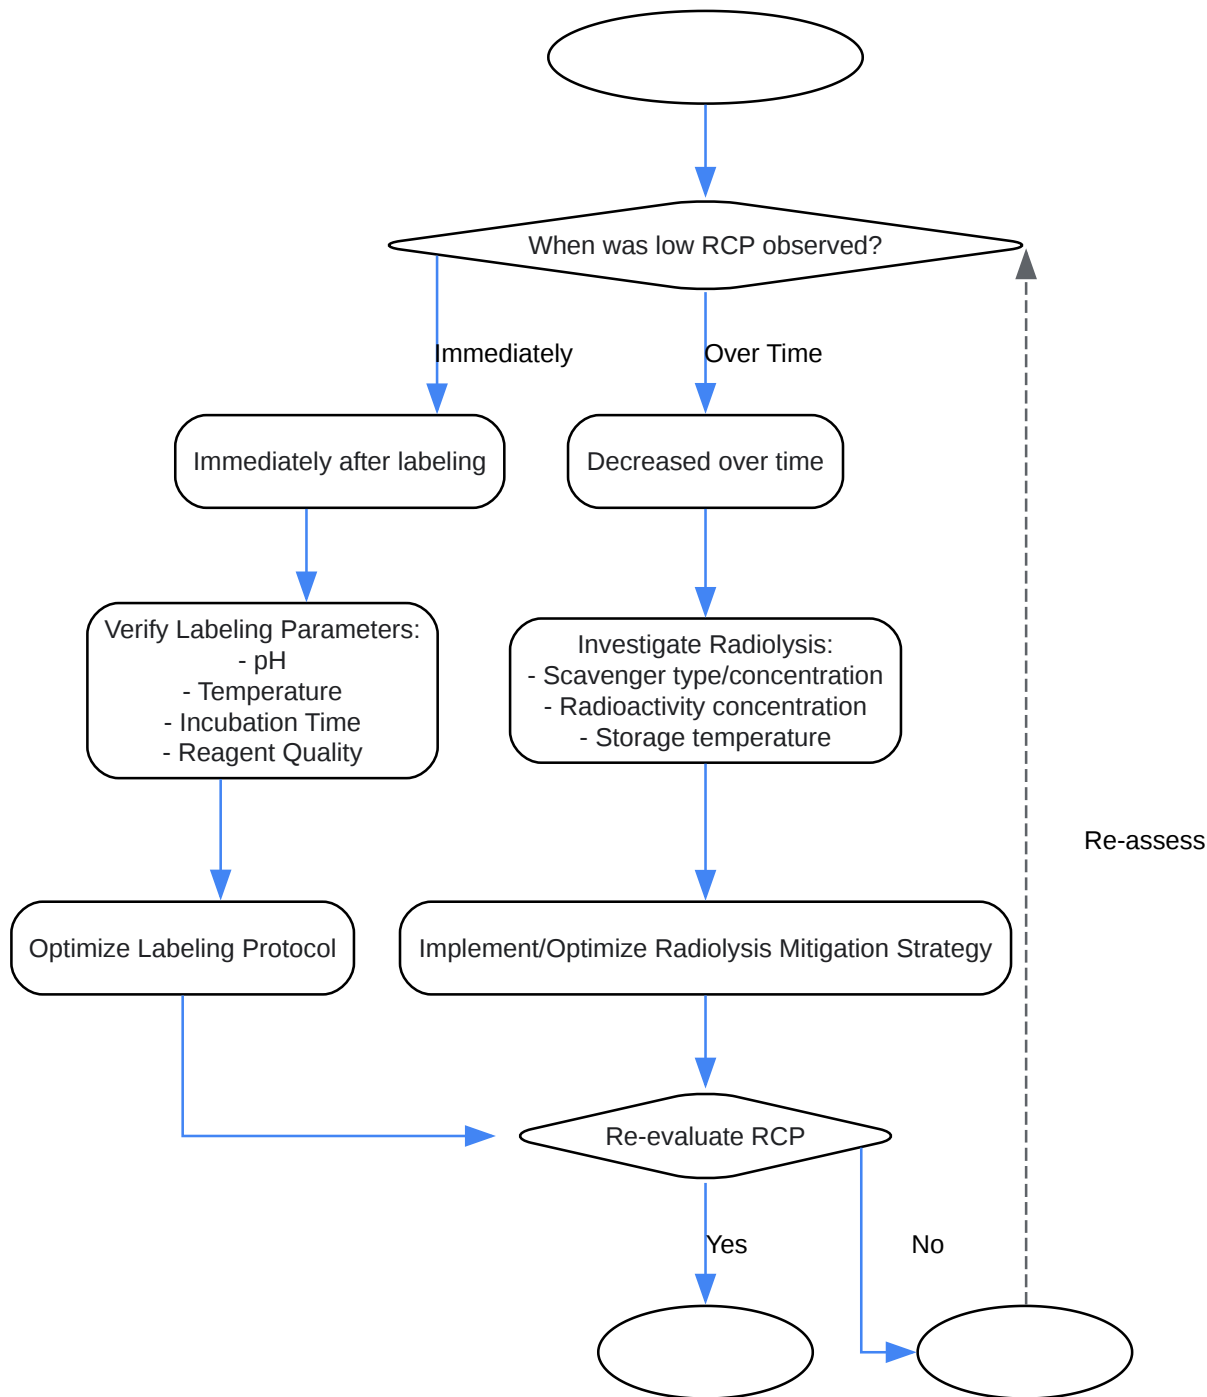 When was low RCP observed?
Immediately
Over Time
Immediately after labeling
Decreased over time
Verify Labeling Parameters:
- pH
- Temperature
- Incubation Time
- Reagent Quality
Investigate Radiolysis:
- Scavenger type/concentration
- Radioactivity concentration
- Storage temperature
Re-assess
Optimize Labeling Protocol
Implement/Optimize Radiolysis Mitigation Strategy
Re-evaluate RCP
Yes
No